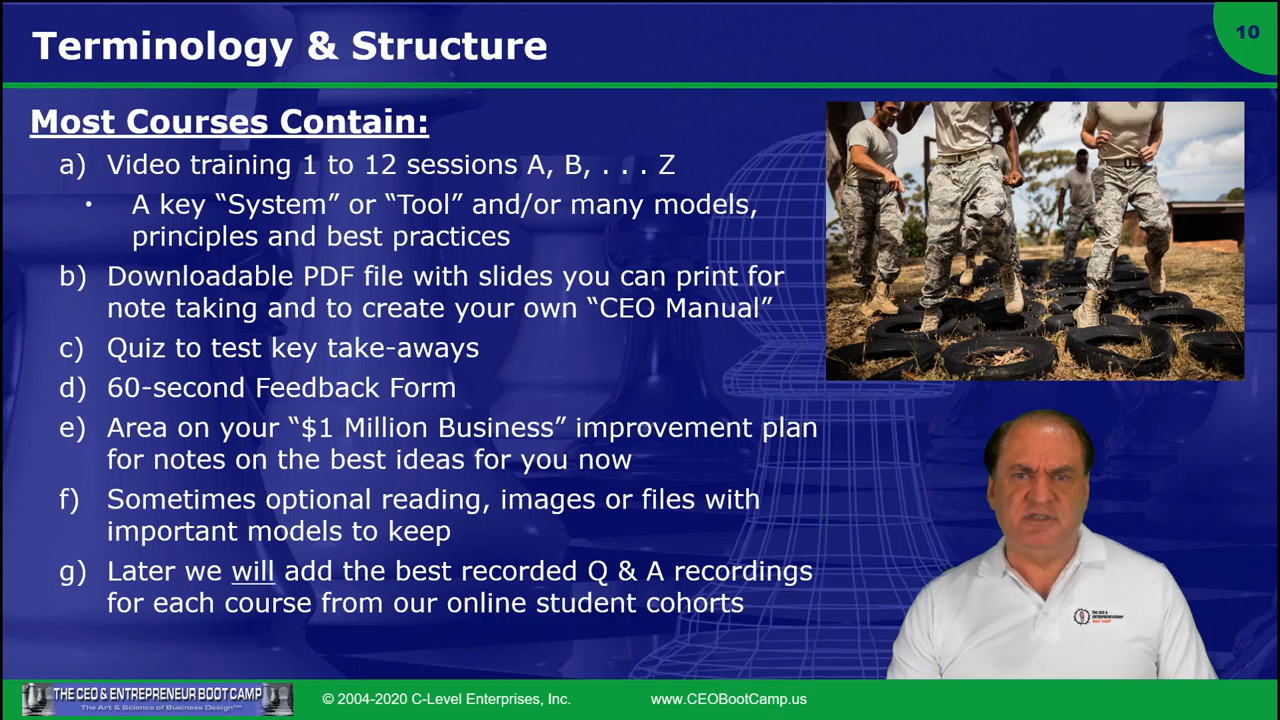 Terminology & Structure
10
Most Courses Contain:
a) Video training 1 to 12 sessions A, B, . . . Z
• A key “System” or “Tool” and/or many models,
principles and best practices
b) Downloadable PDF file with slides you can print for
note taking and to create your own “CEO Manual”
c) Quiz to test key take-aways
d) 60-second Feedback Form
e) Area on your “$1 Million Business” improvement plan
for notes on the best ideas for you now
f) Sometimes optional reading, images or files with
important models to keep
g) Later we will add the best recorded Q & A recordings
for each course from our online student cohorts
THE CEO &
ENTREPRENEURSHIP
BOOT CAMP
THE CEO & ENTREPRENEUR BOOT CAMP
The Art & Science of Business Design™
© 2004-2020 C-Level Enterprises, Inc.
www.CEOBootCamp.us